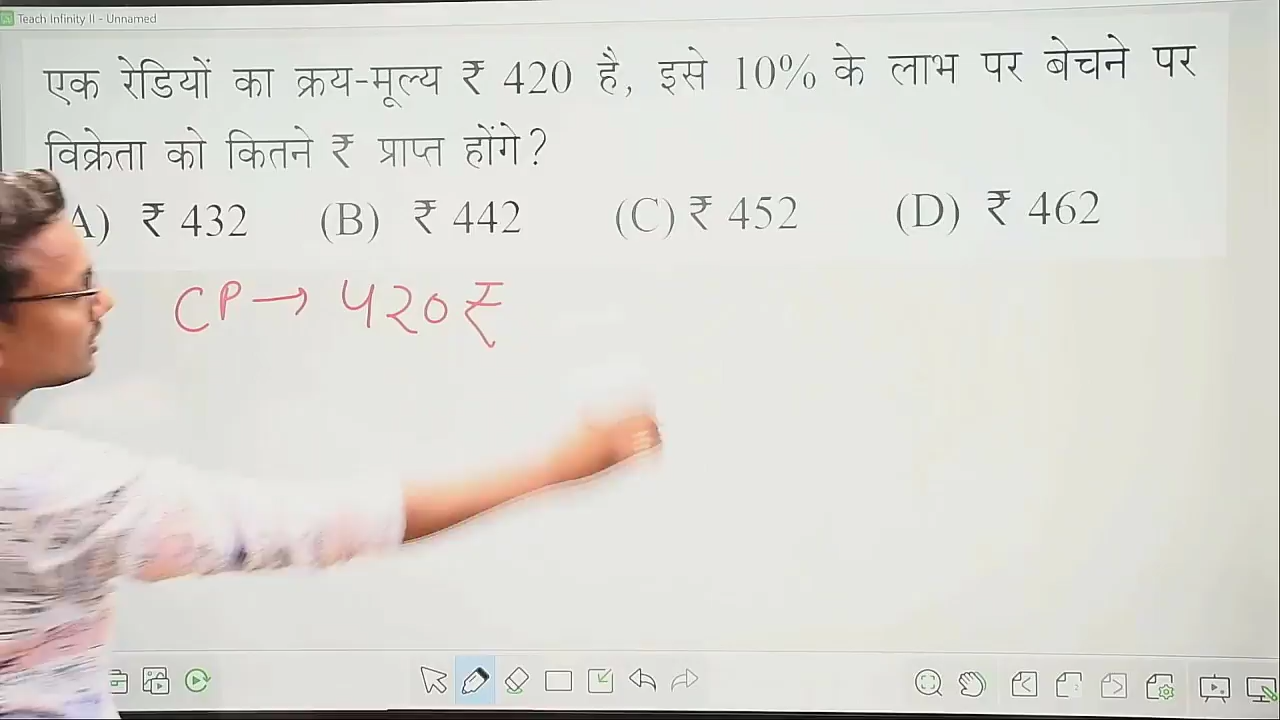 Teach Infinity II - Unnamed
एक रेडियों का क्रय-मूल्य ₹ 420 है, इसे 10% के लाभ पर बेचने पर
विक्रेता को कितने ₹ प्राप्त होंगे?
A) ₹ 432 (B) ₹ 442 (C) ₹ 452 (D) ₹ 462
CP → 420 ₹